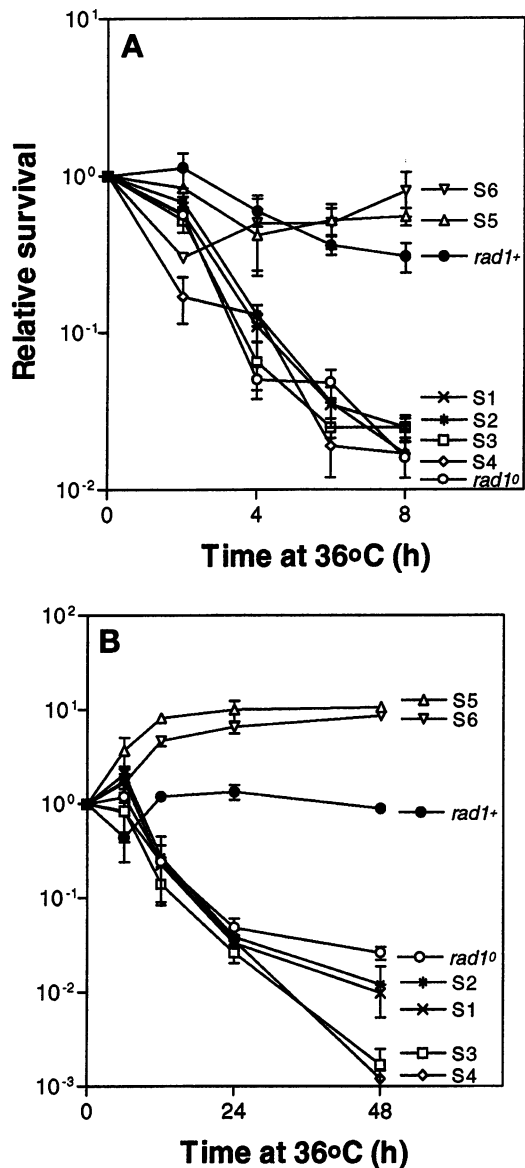 A
10¹
10⁰
10⁻¹
10⁻²
Relative survival
S6
S5
rad1+
S1
S2
S3
S4
rad1⁰
0 4 8
Time at 36ºC (h)
B
10²
10¹
10⁰
10⁻¹
10⁻²
10⁻³
S5
S6
rad1+
rad1⁰
S2
S1
S3
S4
0 24 48
Time at 36ºC (h)